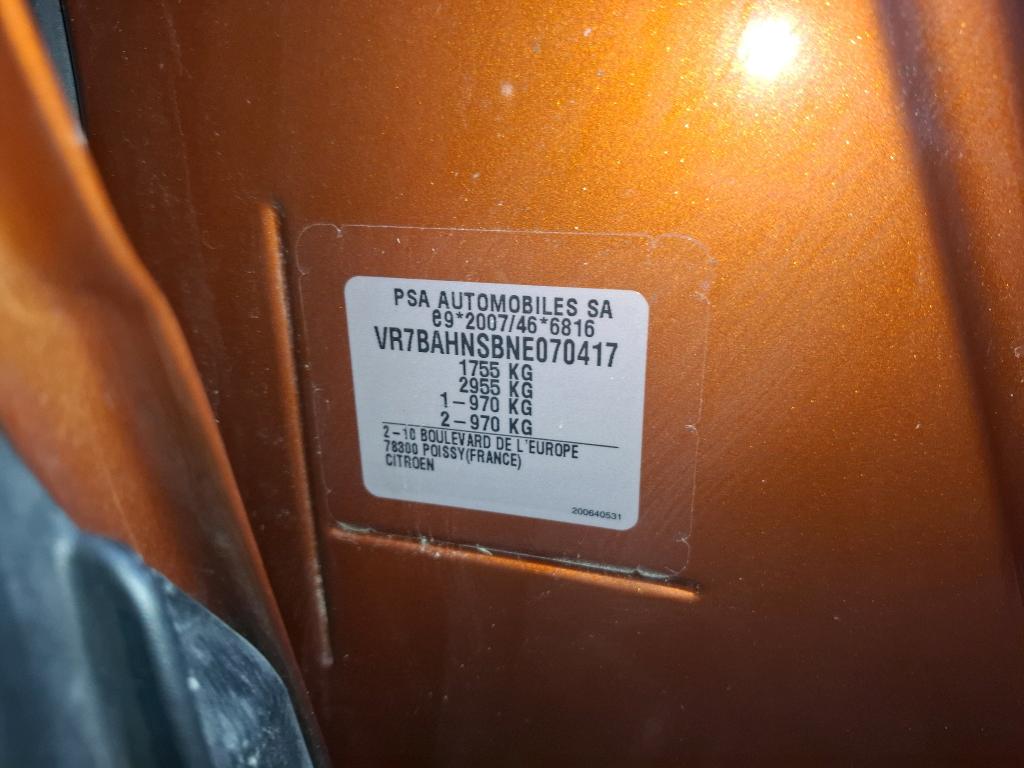 PSA AUTOMOBILES SA
e9*2007/46*6816
VR7BAHNSBNE070417
1755 KG
2955 KG
1-970 KG
2-970 KG
2-10 BOULEVARD DE L'EUROPE
78300 POISSY(FRANCE)
CITROEN
200640531